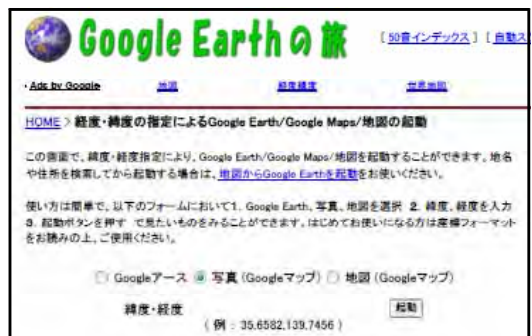 Google Earthの旅 [50音インデックス] [自動ス
・Ads by Google 地図 経度緯度 世界地図
HOME > 経度・緯度の指定によるGoogle Earth/Google Maps/地図の起動
この画面で、緯度・経度指定により、Google Earth/Google Maps/地図を起動することができます。地名
や住所を検索してから起動する場合は、地図からGoogle Earthを起動をお使いください。
使い方は簡単で、以下のフォームにおいて1. Google Earth、写真、地図を選択 2. 緯度、経度を入力
3. 起動ボタンを押す で見たいものをみることができます。はじめてお使いになる方は座標フォーマット
をお読みの上、ご使用ください。
Googleアース 写真(Googleマップ) 地図(Googleマップ)
緯度・経度 起動
(例 : 35.6582,139.7456)